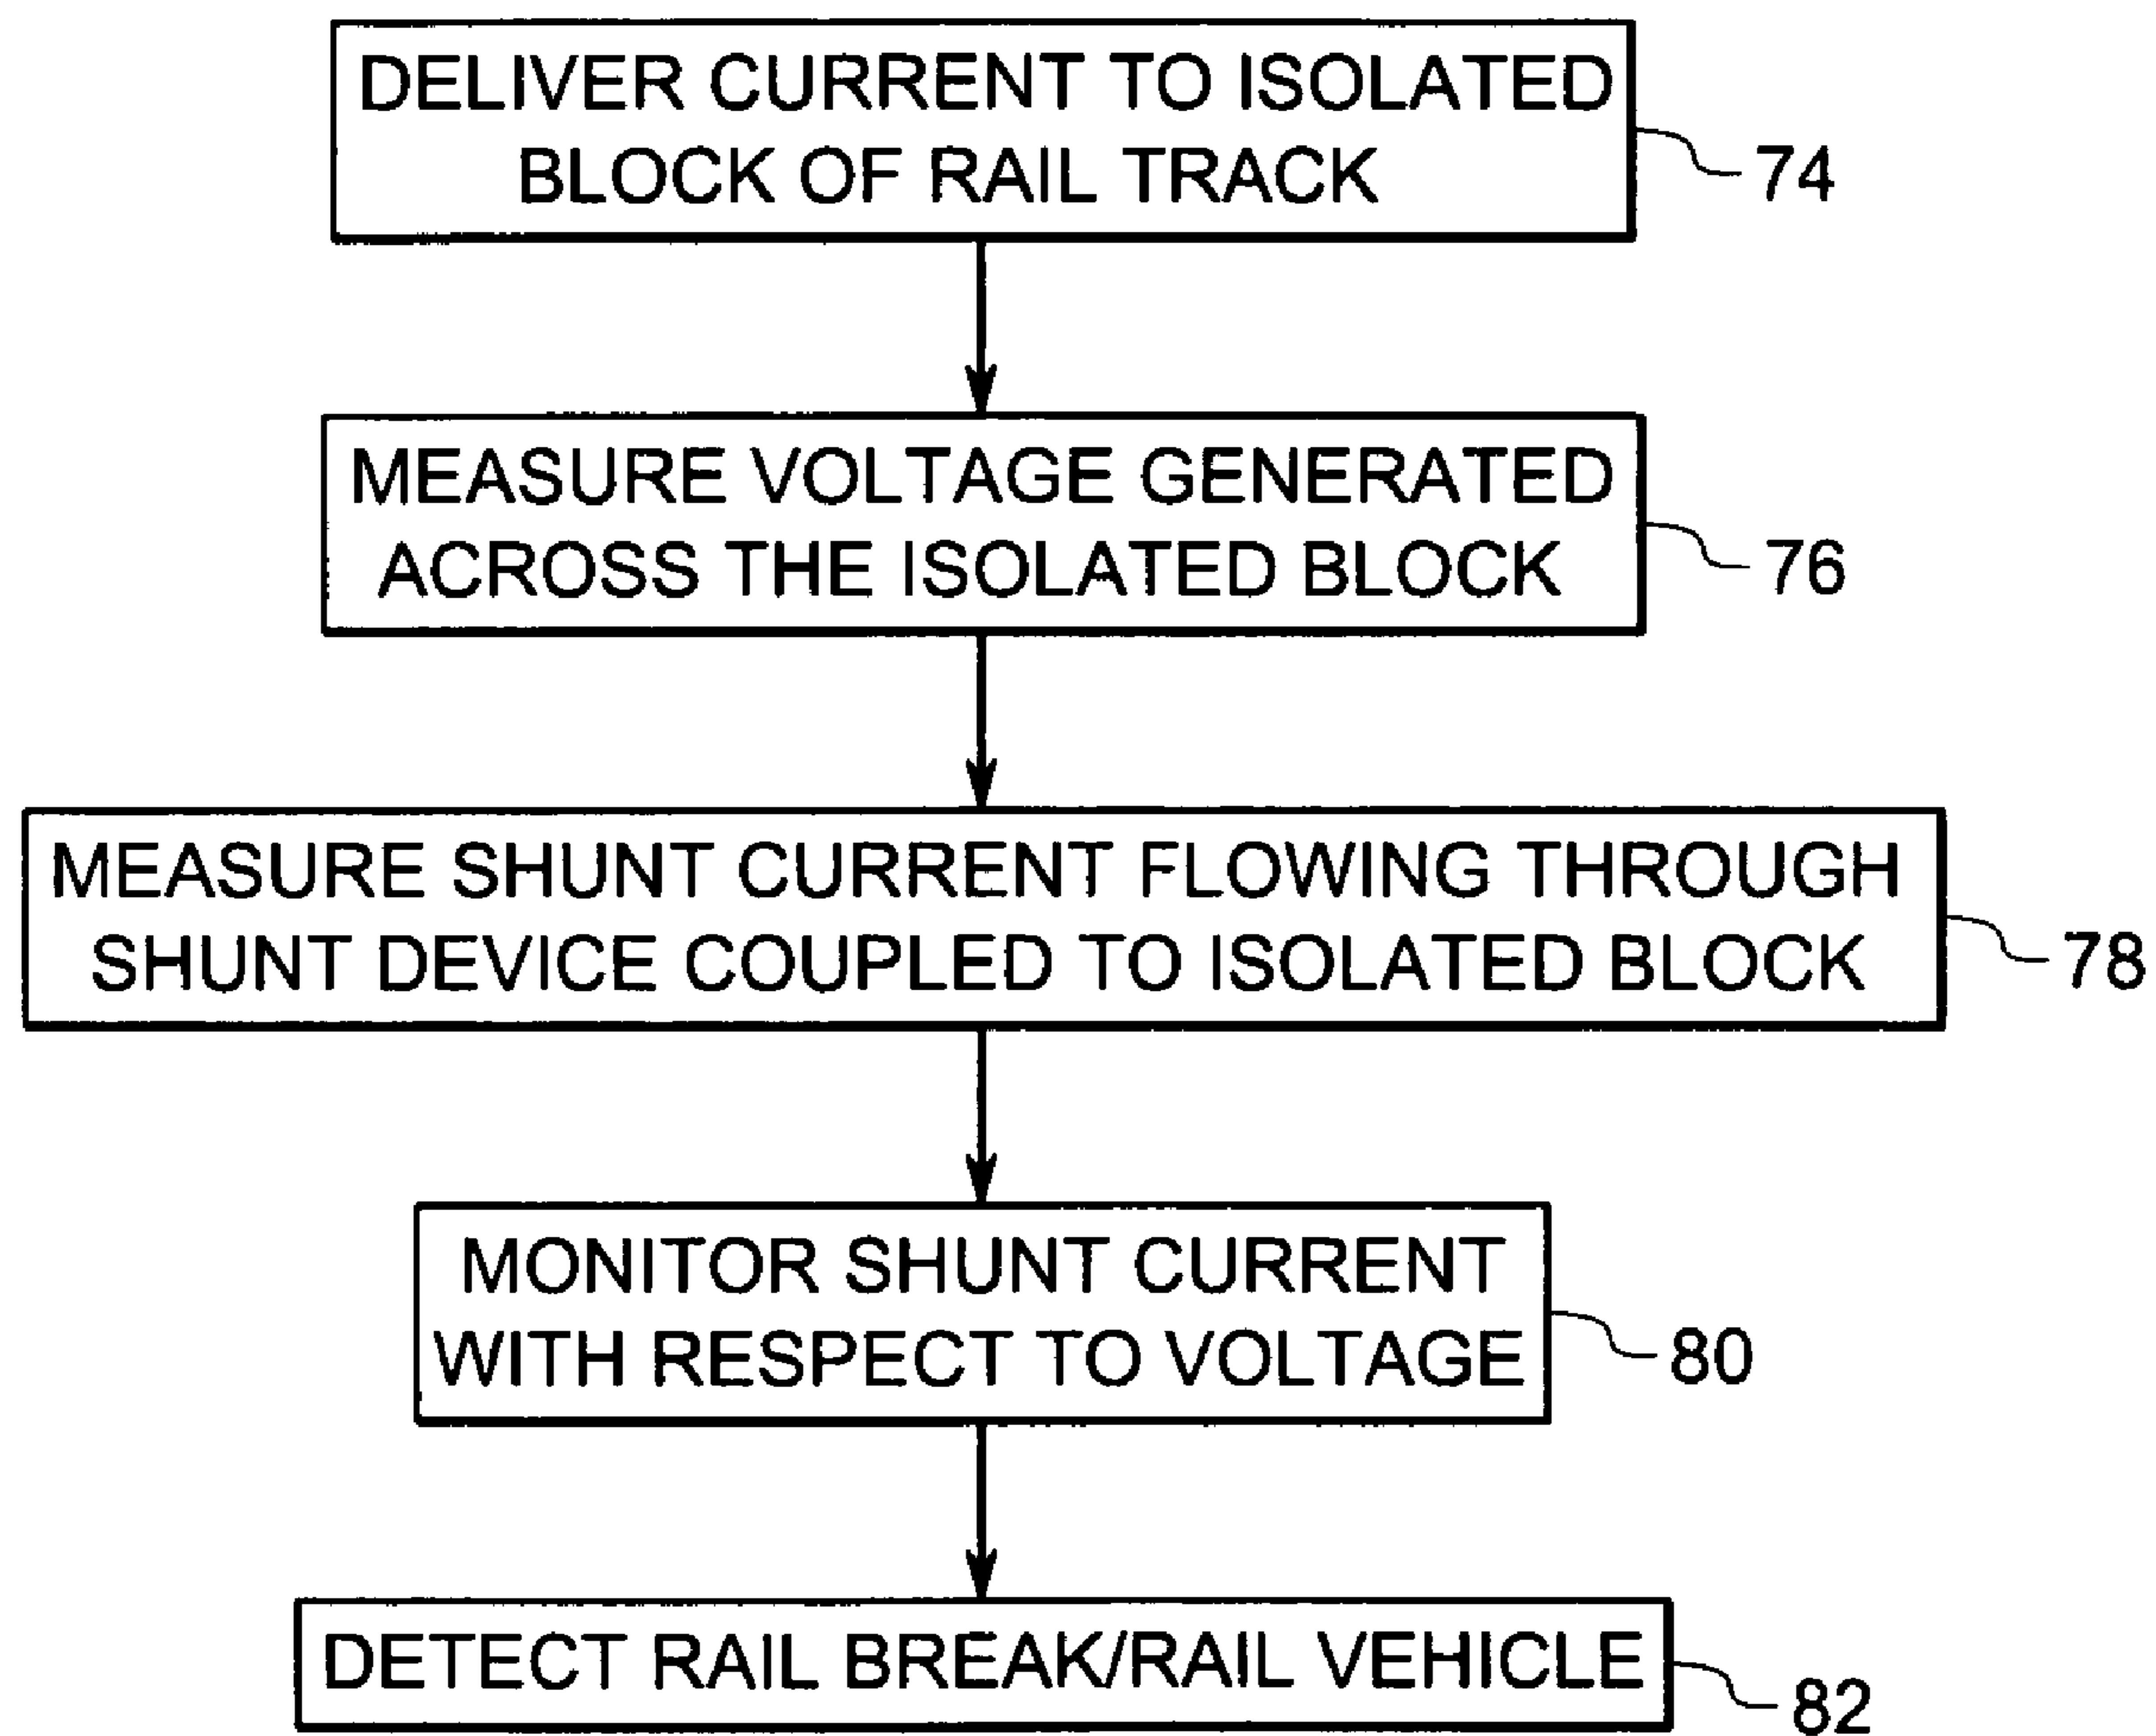 DELIVER CURRENT TO ISOLATED
BLOCK OF RAIL TRACK
74
MEASURE VOLTAGE GENERATED
ACROSS THE ISOLATED BLOCK
76
MEASURE SHUNT CURRENT FLOWING THROUGH
SHUNT DEVICE COUPLED TO ISOLATED BLOCK
78
MONITOR SHUNT CURRENT
WITH RESPECT TO VOLTAGE
80
DETECT RAIL BREAK/RAIL VEHICLE
82